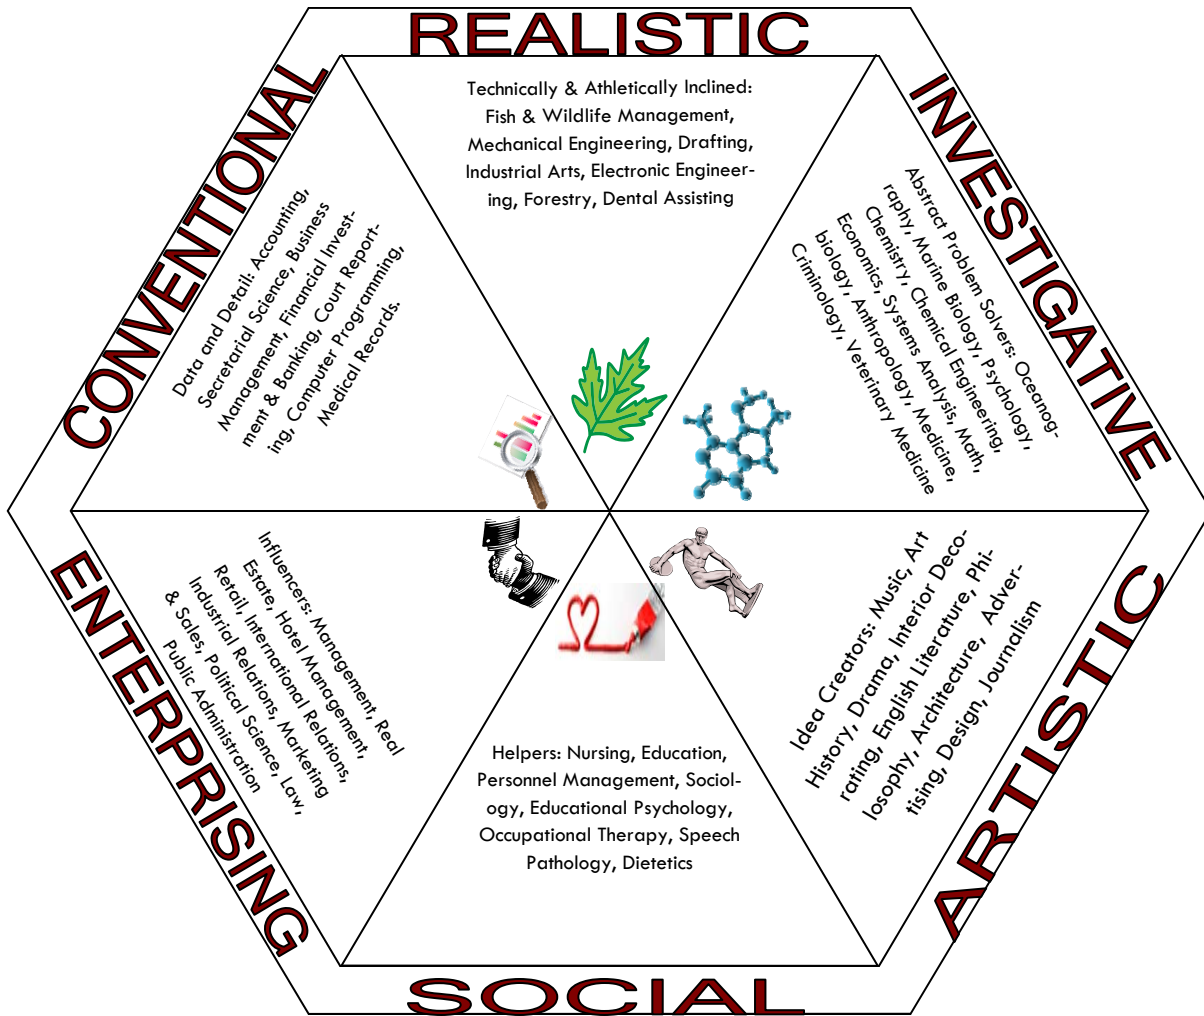 REALISTIC
Technically & Athletically Inclined:
Fish & Wildlife Management,
Mechanical Engineering, Drafting,
Industrial Arts, Electronic Engineer-
ing, Forestry, Dental Assisting
INVESTIGATIVE
Abstract Problem Solvers: Oceanog-
raphy, Marine Biology, Psychology,
Chemistry, Chemical Engineering,
Economics, Systems Analysis, Math,
biology, Anthropology, Medicine,
Criminology, Veterinary Medicine
ARTISTIC
Idea Creators: Music, Art
History, Drama, Interior Deco-
rating, English Literature, Phi-
losophy, Architecture, Adver-
tising, Design, Journalism
SOCIAL
Helpers: Nursing, Education,
Personnel Management, Sociol-
ogy, Educational Psychology,
Occupational Therapy, Speech
Pathology, Dietetics
ENTERPRISING
Influencers: Management, Real
Estate, Hotel Management,
Retail, International Relations,
Industrial Relations, Marketing
& Sales, Political Science, Law,
Public Administration
CONVENTIONAL
Data and Detail: Accounting,
Secretarial Science, Business
Management, Financial Invest-
ment & Banking, Court Report-
ing, Computer Programming,
Medical Records.